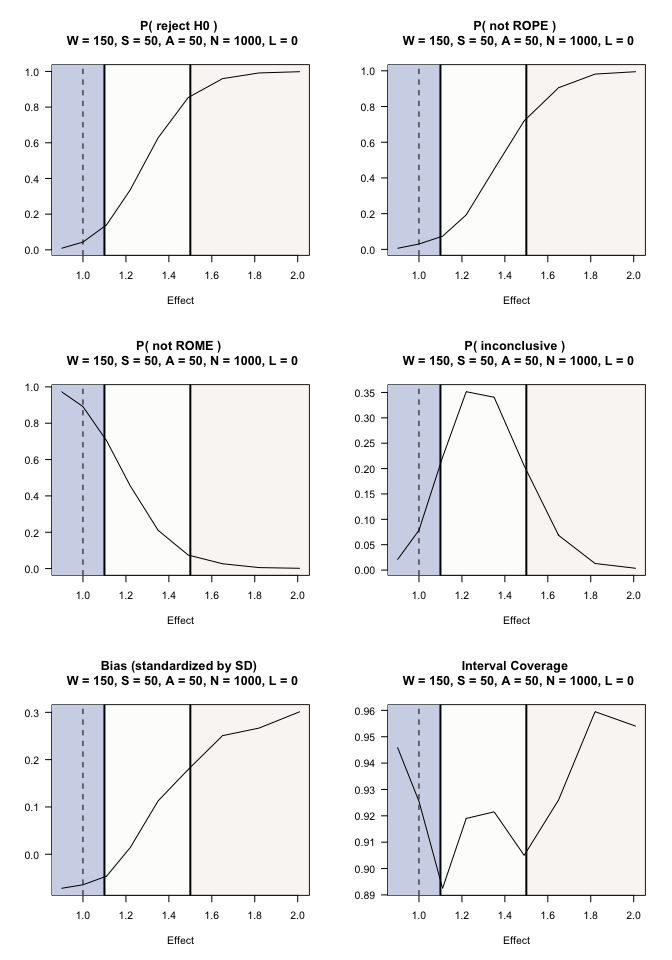 P( reject H0 )
W = 150, S = 50, A = 50, N = 1000, L = 0
1.0
0.8
0.6
0.4
0.2
0.0
1.0 1.2 1.4 1.6 1.8 2.0
Effect
P( not ROPE )
W = 150, S = 50, A = 50, N = 1000, L = 0
1.0
0.8
0.6
0.4
0.2
0.0
1.0 1.2 1.4 1.6 1.8 2.0
Effect
P( not ROME )
W = 150, S = 50, A = 50, N = 1000, L = 0
1.0
0.8
0.6
0.4
0.2
0.0
1.0 1.2 1.4 1.6 1.8 2.0
Effect
P( inconclusive )
W = 150, S = 50, A = 50, N = 1000, L = 0
0.35
0.30
0.25
0.20
0.15
0.10
0.05
0.00
1.0 1.2 1.4 1.6 1.8 2.0
Effect
Bias (standardized by SD)
W = 150, S = 50, A = 50, N = 1000, L = 0
0.3
0.2
0.1
0.0
1.0 1.2 1.4 1.6 1.8 2.0
Effect
Interval Coverage
W = 150, S = 50, A = 50, N = 1000, L = 0
0.96
0.95
0.94
0.93
0.92
0.91
0.90
0.89
1.0 1.2 1.4 1.6 1.8 2.0
Effect